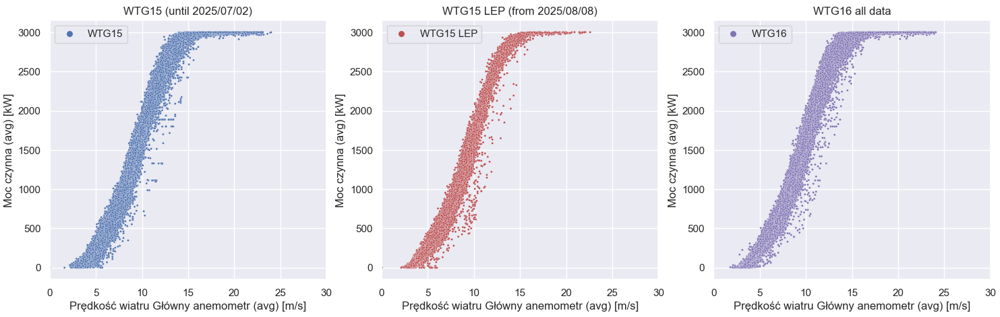 WTG15 (until 2025/07/02)
WTG15
3000
2500
2000
1500
1000
500
0
Moc czynna (avg) [kW]
0 5 10 15 20 25 30
Prędkość wiatru Główny anemometr (avg) [m/s]
WTG15 LEP (from 2025/08/08)
WTG15 LEP
3000
2500
2000
1500
1000
500
0
Moc czynna (avg) [kW]
0 5 10 15 20 25 30
Prędkość wiatru Główny anemometr (avg) [m/s]
WTG16 all data
WTG16
3000
2500
2000
1500
1000
500
0
Moc czynna (avg) [kW]
0 5 10 15 20 25 30
Prędkość wiatru Główny anemometr (avg) [m/s]